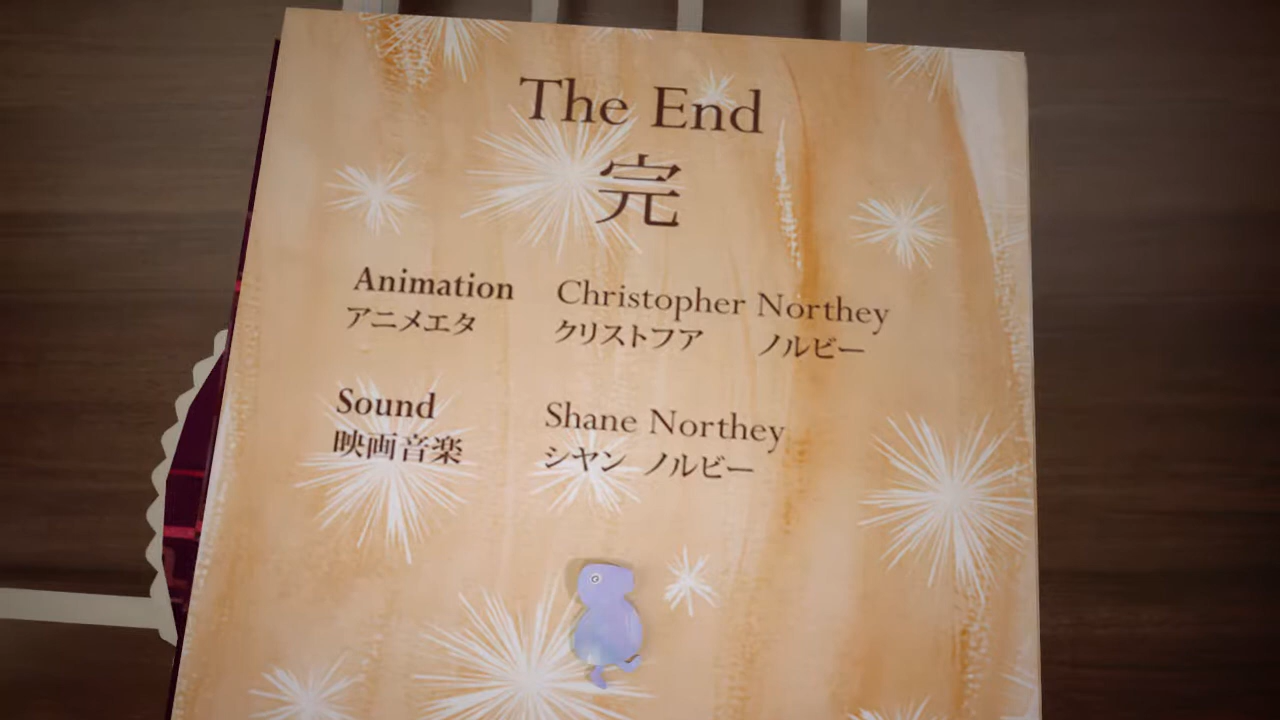 The End
完
Animation Christopher Northey
アニメエタ クリストフア ノルビー
Sound Shane Northey
映画音楽 シヤン ノルビー